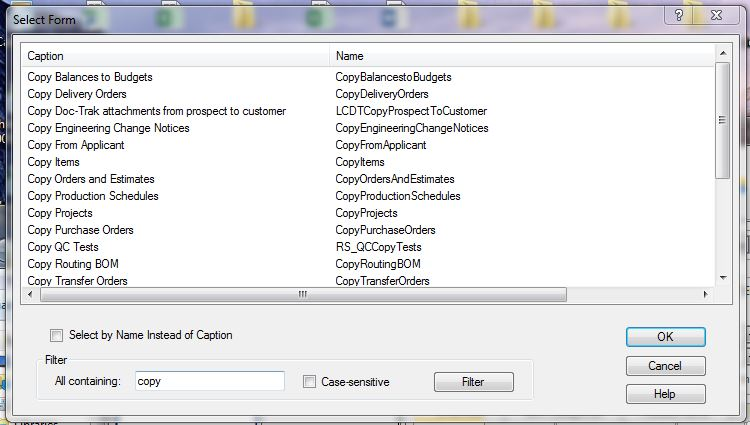 Select Form
Caption Name
Copy Balances to Budgets CopyBalancestoBudgets
Copy Delivery Orders CopyDeliveryOrders
Copy Doc-Trak attachments from prospect to customer LCDTCopyProspectToCustomer
Copy Engineering Change Notices CopyEngineeringChangeNotices
Copy From Applicant CopyFromApplicant
Copy Items CopyItems
Copy Orders and Estimates CopyOrdersAndEstimates
Copy Production Schedules CopyProductionSchedules
Copy Projects CopyProjects
Copy Purchase Orders CopyPurchaseOrders
Copy QC Tests RS_QCCopyTests
Copy Routing BOM CopyRoutingBOM
Copy Transfer Orders CopyTransferOrders
Select by Name Instead of Caption
OK
Filter
All containing: copy Case-sensitive Filter
Cancel
Help